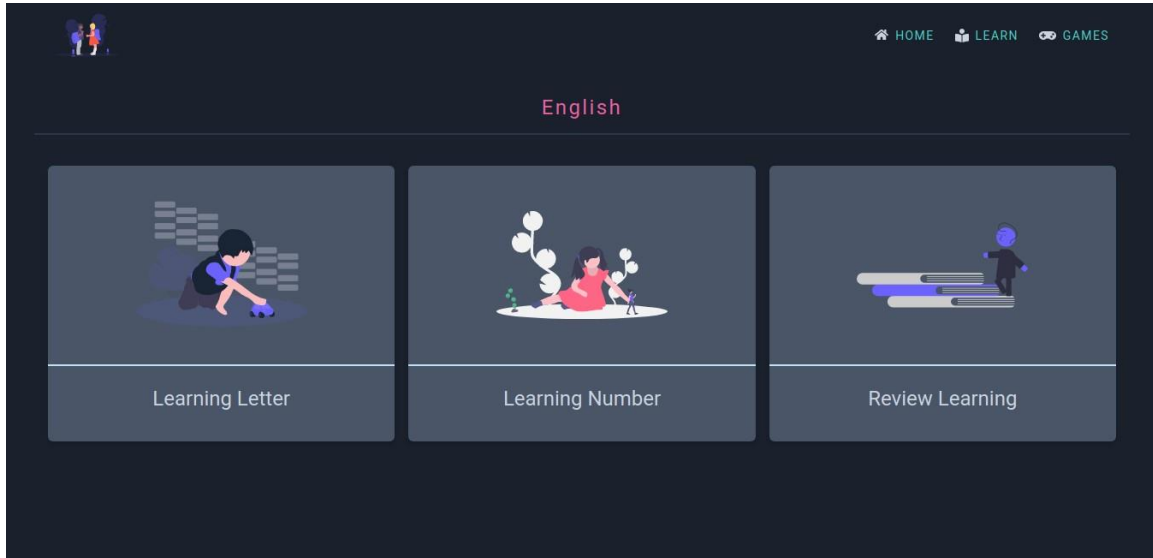 HOME LEARN GAMES
English
Learning Letter
Learning Number
Review Learning